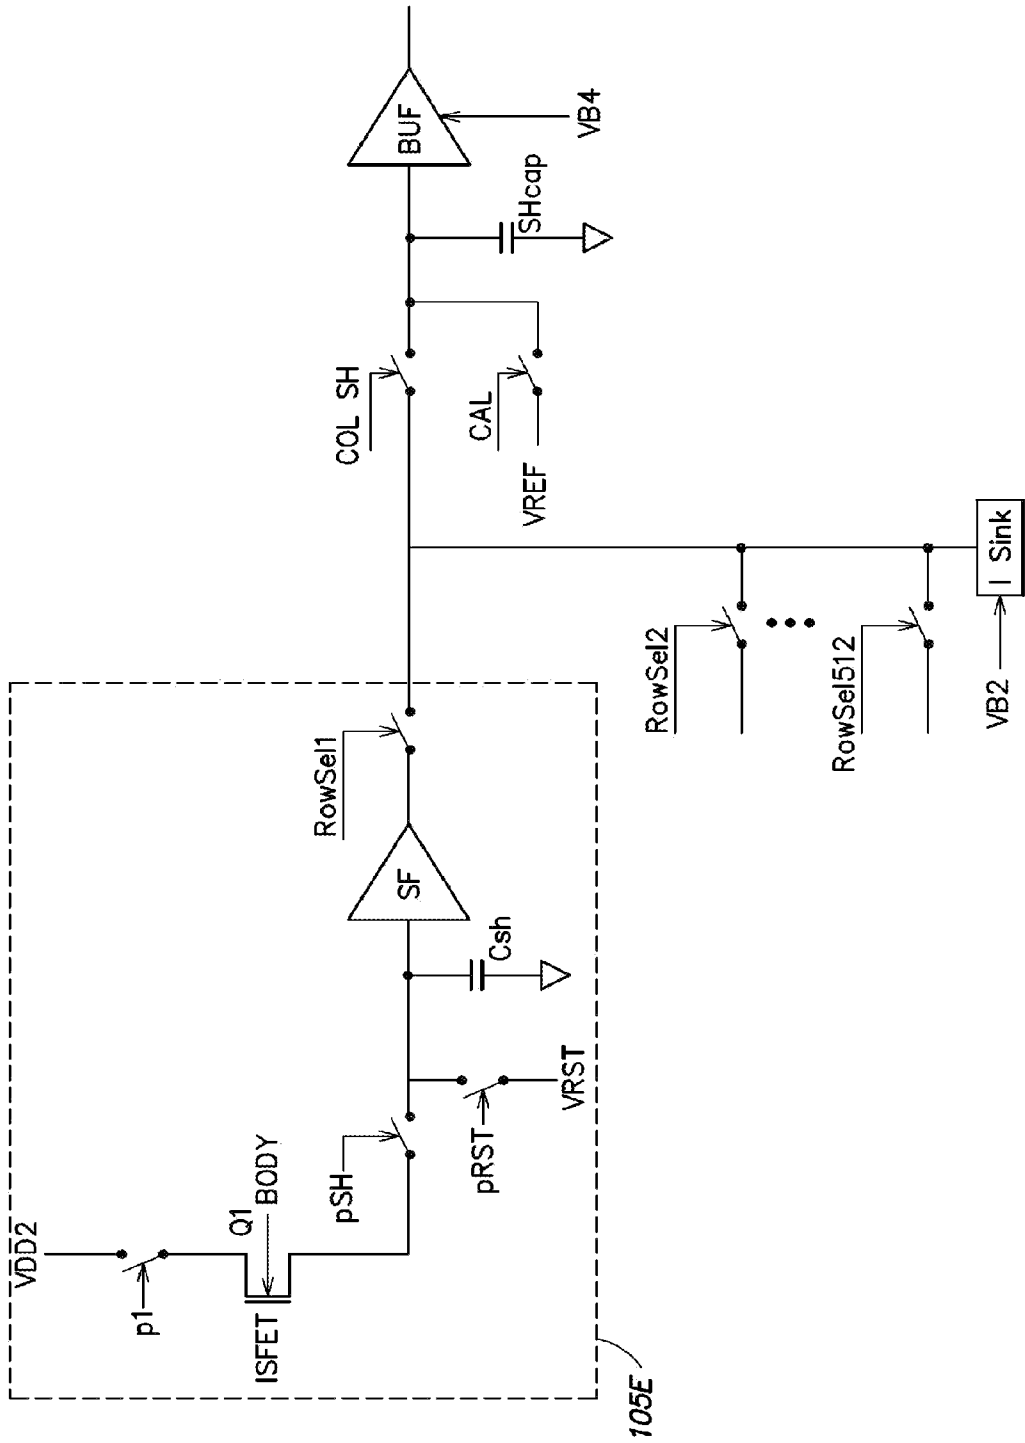 BUF
VB4
SHcap
COL SH
CAL
VREF
I Sink
VB2
RowSel2
RowSel512
RowSel1
SF
Csh
VRST
pRST
pSH
Q1
BODY
VDD2
p1
ISFET
105E